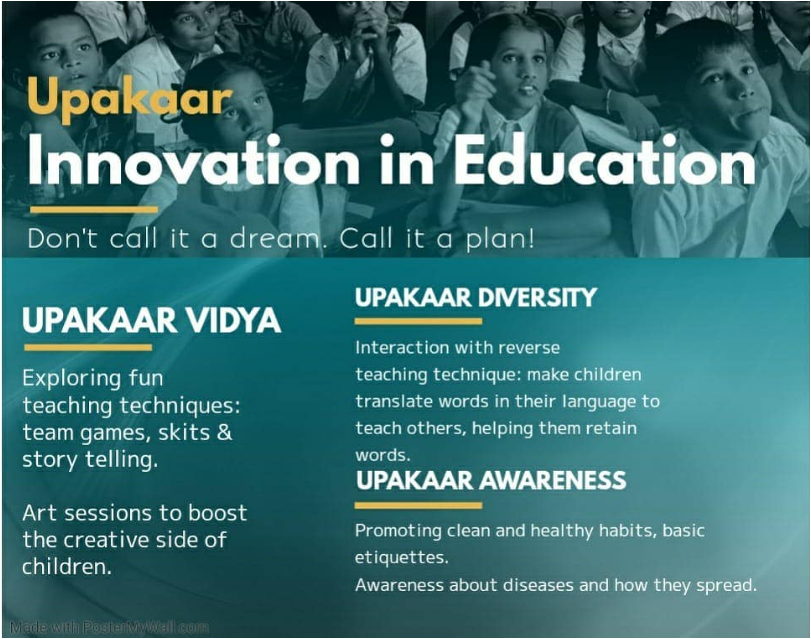 Upakaar
Innovation in Education
Don't call it a dream. Call it a plan!
UPAKAAR VIDYA
Exploring fun
teaching techniques:
team games, skits &
story telling.
Art sessions to boost
the creative side of
children.
UPAKAAR DIVERSITY
Interaction with reverse
teaching technique: make children
translate words in their language to
teach others, helping them retain
words.
UPAKAAR AWARENESS
Promoting clean and healthy habits, basic
etiquettes.
Awareness about diseases and how they spread.
Made with PosterMyWall.com